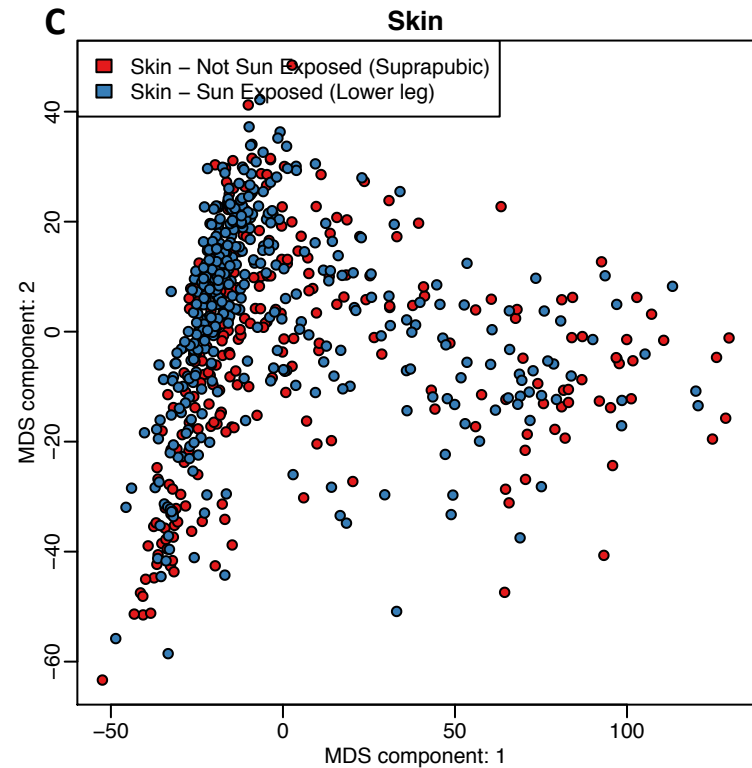 C
Skin
Skin – Not Sun Exposed (Suprapubic)
Skin – Sun Exposed (Lower leg)
MDS component: 2
40
20
0
−20
−40
−60
−50
0
50
100
MDS component: 1